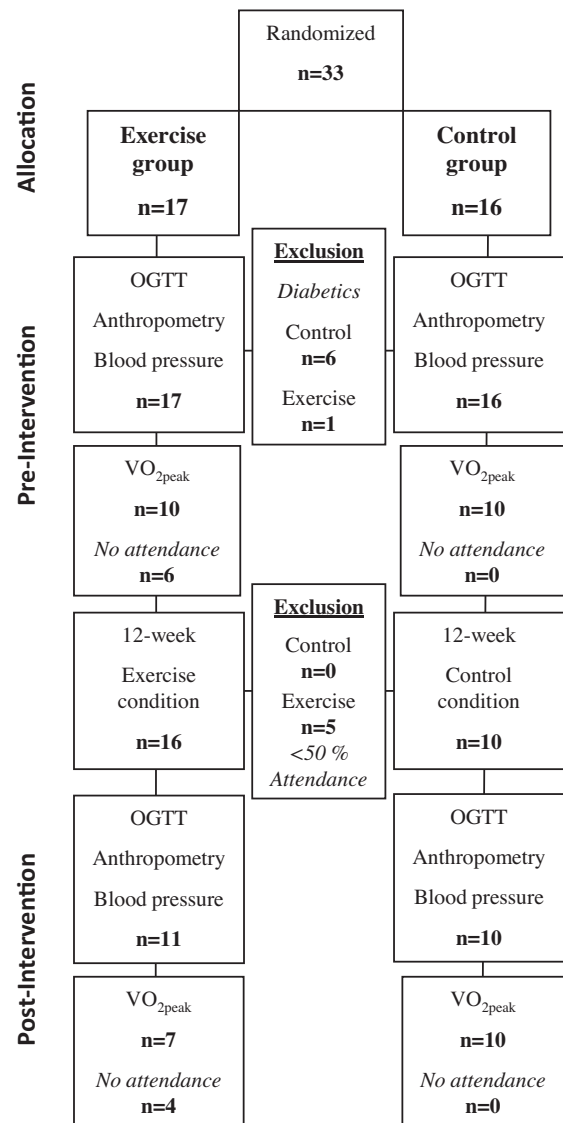 Randomized
n=33
Allocation
Exercise
group
n=17
Control
group
n=16
Pre-Intervention
OGTT
Anthropometry
Blood pressure
n=17
Exclusion
Diabetics
Control
n=6
Exercise
n=1
OGTT
Anthropometry
Blood pressure
n=16
VO2peak
n=10
No attendance
n=6
VO2peak
n=10
No attendance
n=0
12-week
Exercise
condition
n=16
Exclusion
Control
n=0
Exercise
n=5
<50 %
Attendance
12-week
Control
condition
n=10
Post-Intervention
OGTT
Anthropometry
Blood pressure
n=11
OGTT
Anthropometry
Blood pressure
n=10
VO2peak
n=7
No attendance
n=4
VO2peak
n=10
No attendance
n=0